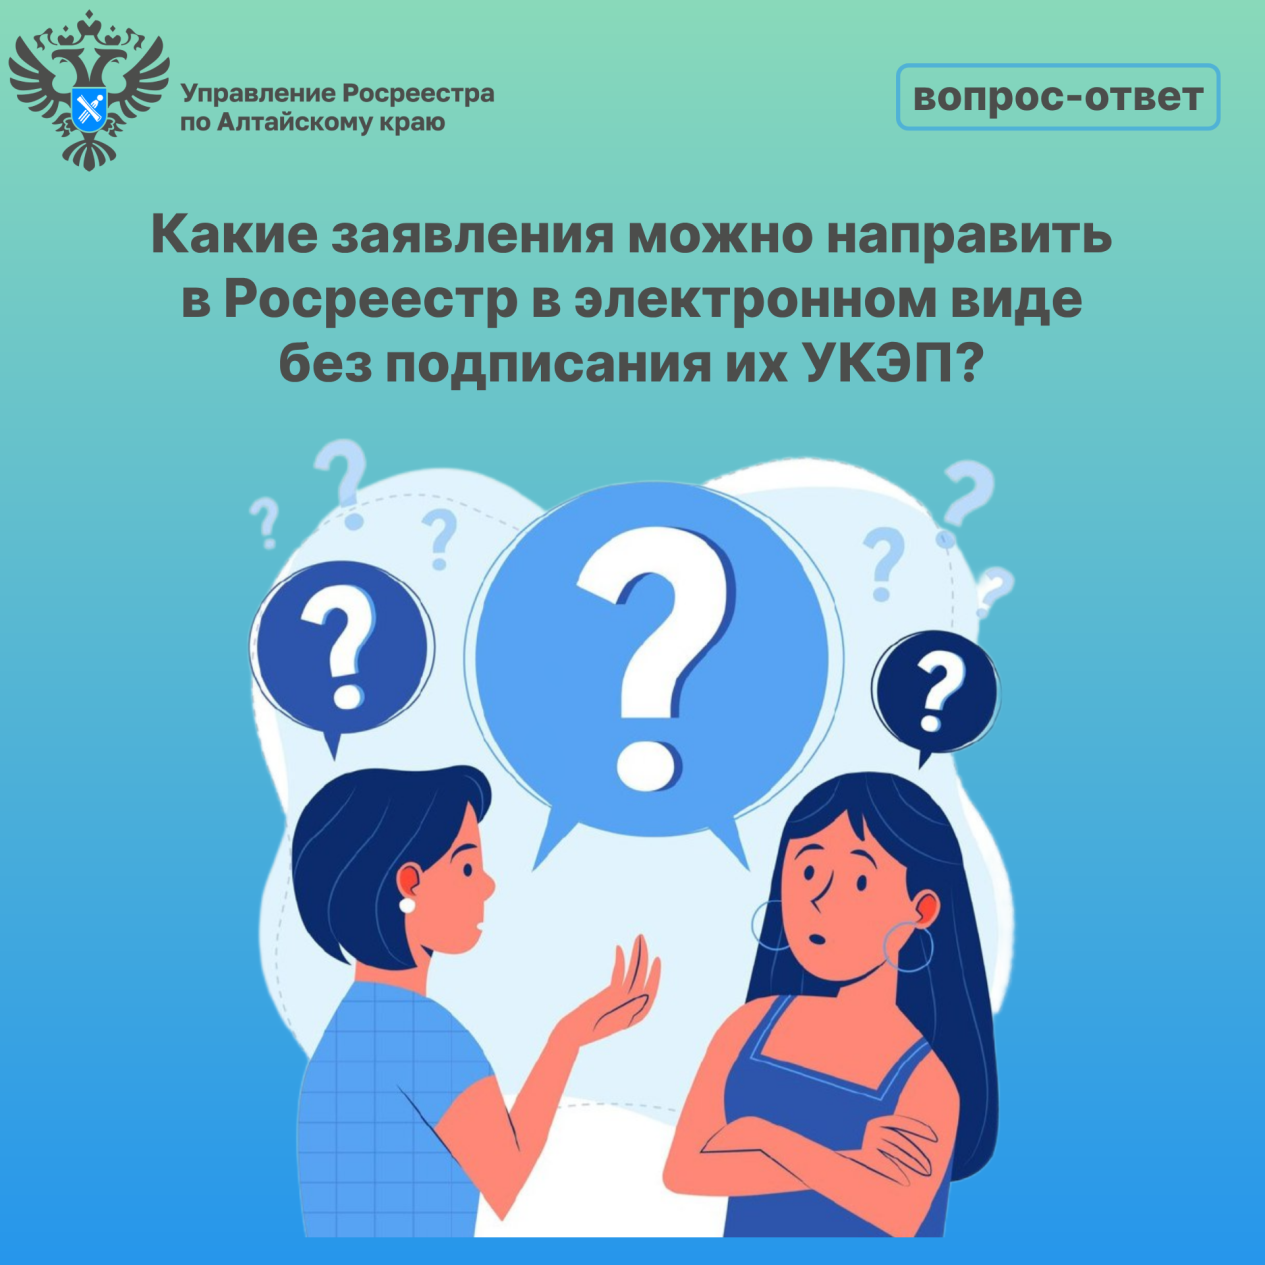 Управление Росреестра
по Алтайскому краю
вопрос-ответ
Какие заявления можно направить
в Росреестр в электронном виде
без подписания их УКЭП?
?
?
?
?
?
?
?
?
?